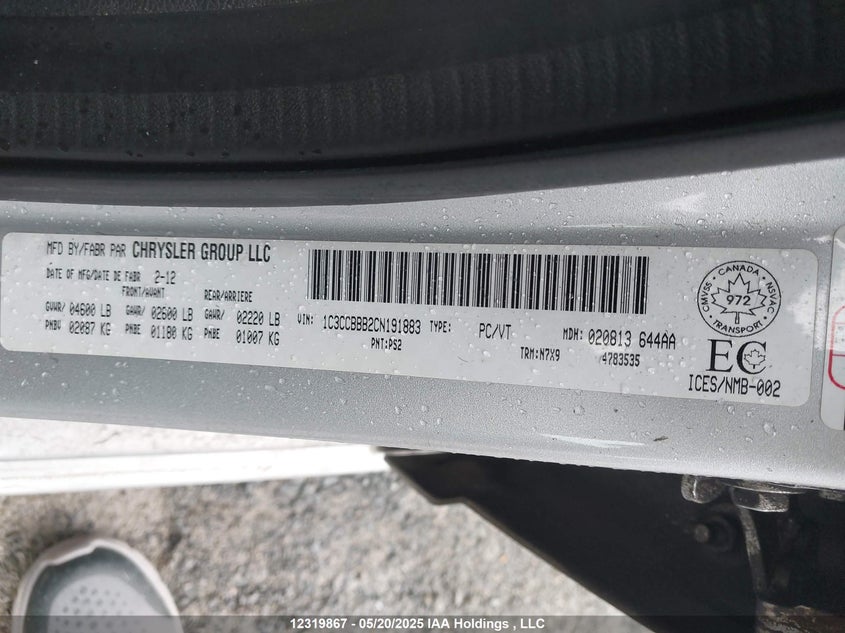 MFD BY/FABR PAR CHRYSLER GROUP LLC
DATE OF MFG/DATE DE FABR 2-12
FRONT/AVANT REAR/ARRIERE
GVWR/ 04600 LB GAWR/ 02600 LB GAWR/ 02220 LB
PNBV 02087 KG PNBE 01180 KG PNBE 01007 KG
VIN: 1C3CCBBB2CN191883 TYPE: PC/VT MDH: 020813 644AA
PNT:PS2 TRM:N7X9 4783535
CANADA
CMVSS 972 NSVAC
TRANSPORT
EC
ICES/NMB-002
12319867 - 05/20/2025 IAA Holdings , LLC